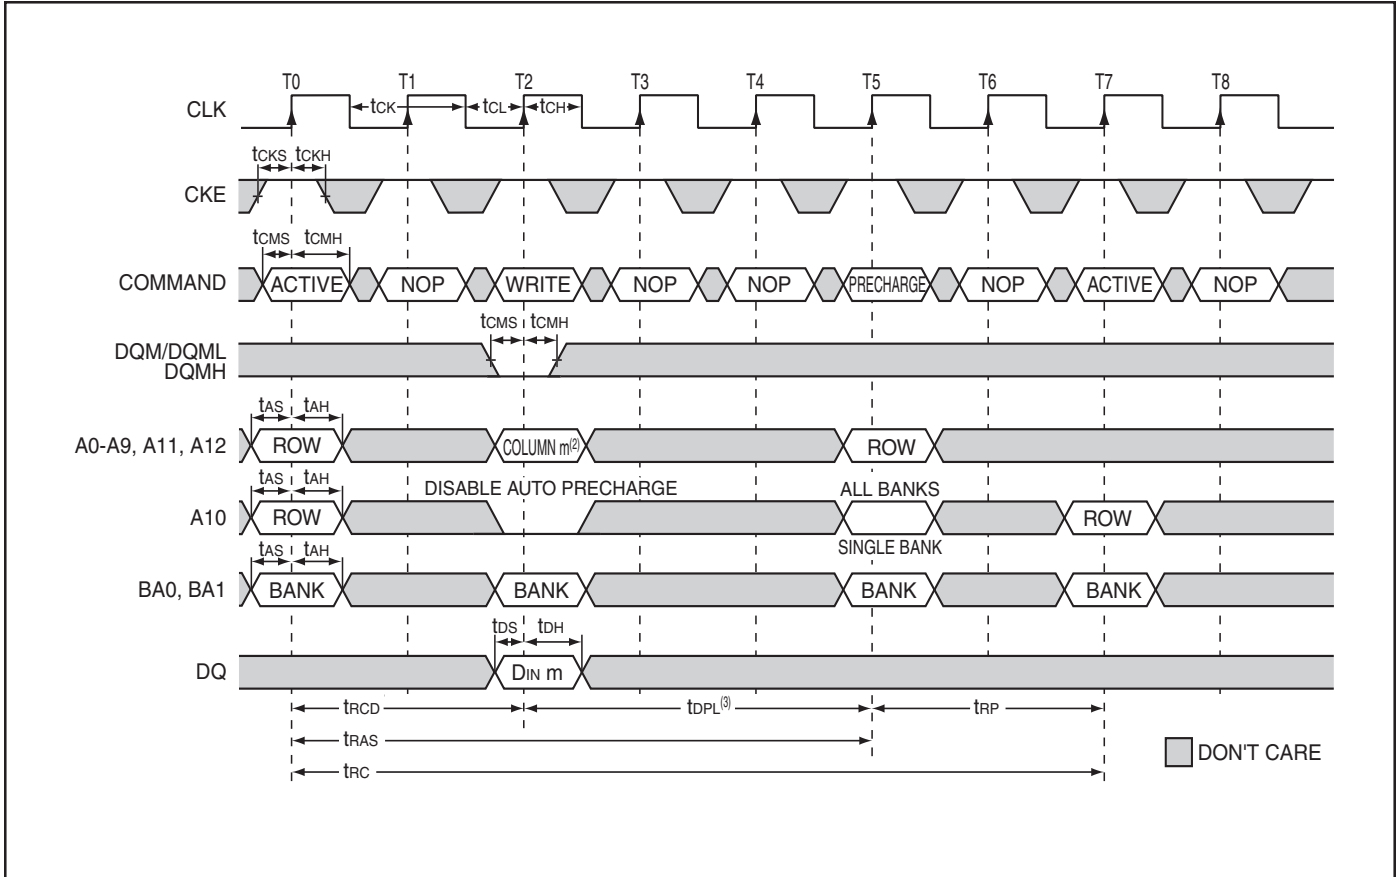 T0 T1 T2 T3 T4 T5 T6 T7 T8
CLK tCK tCL tCH
tCKS tCKH
CKE
tCMS tCMH
COMMAND ACTIVE NOP WRITE NOP NOP PRECHARGE NOP ACTIVE NOP
tCMS tCMH
DQM/DQML
DQMH
tAS tAH
A0-A9, A11, A12 ROW COLUMN m(2) ROW
tAS tAH DISABLE AUTO PRECHARGE ALL BANKS
A10 ROW ROW
tAS tAH SINGLE BANK
BA0, BA1 BANK BANK BANK BANK
tDS tDH
DQ DIN m
tRCD tDPL(3) tRP
tRAS
tRC
DON'T CARE